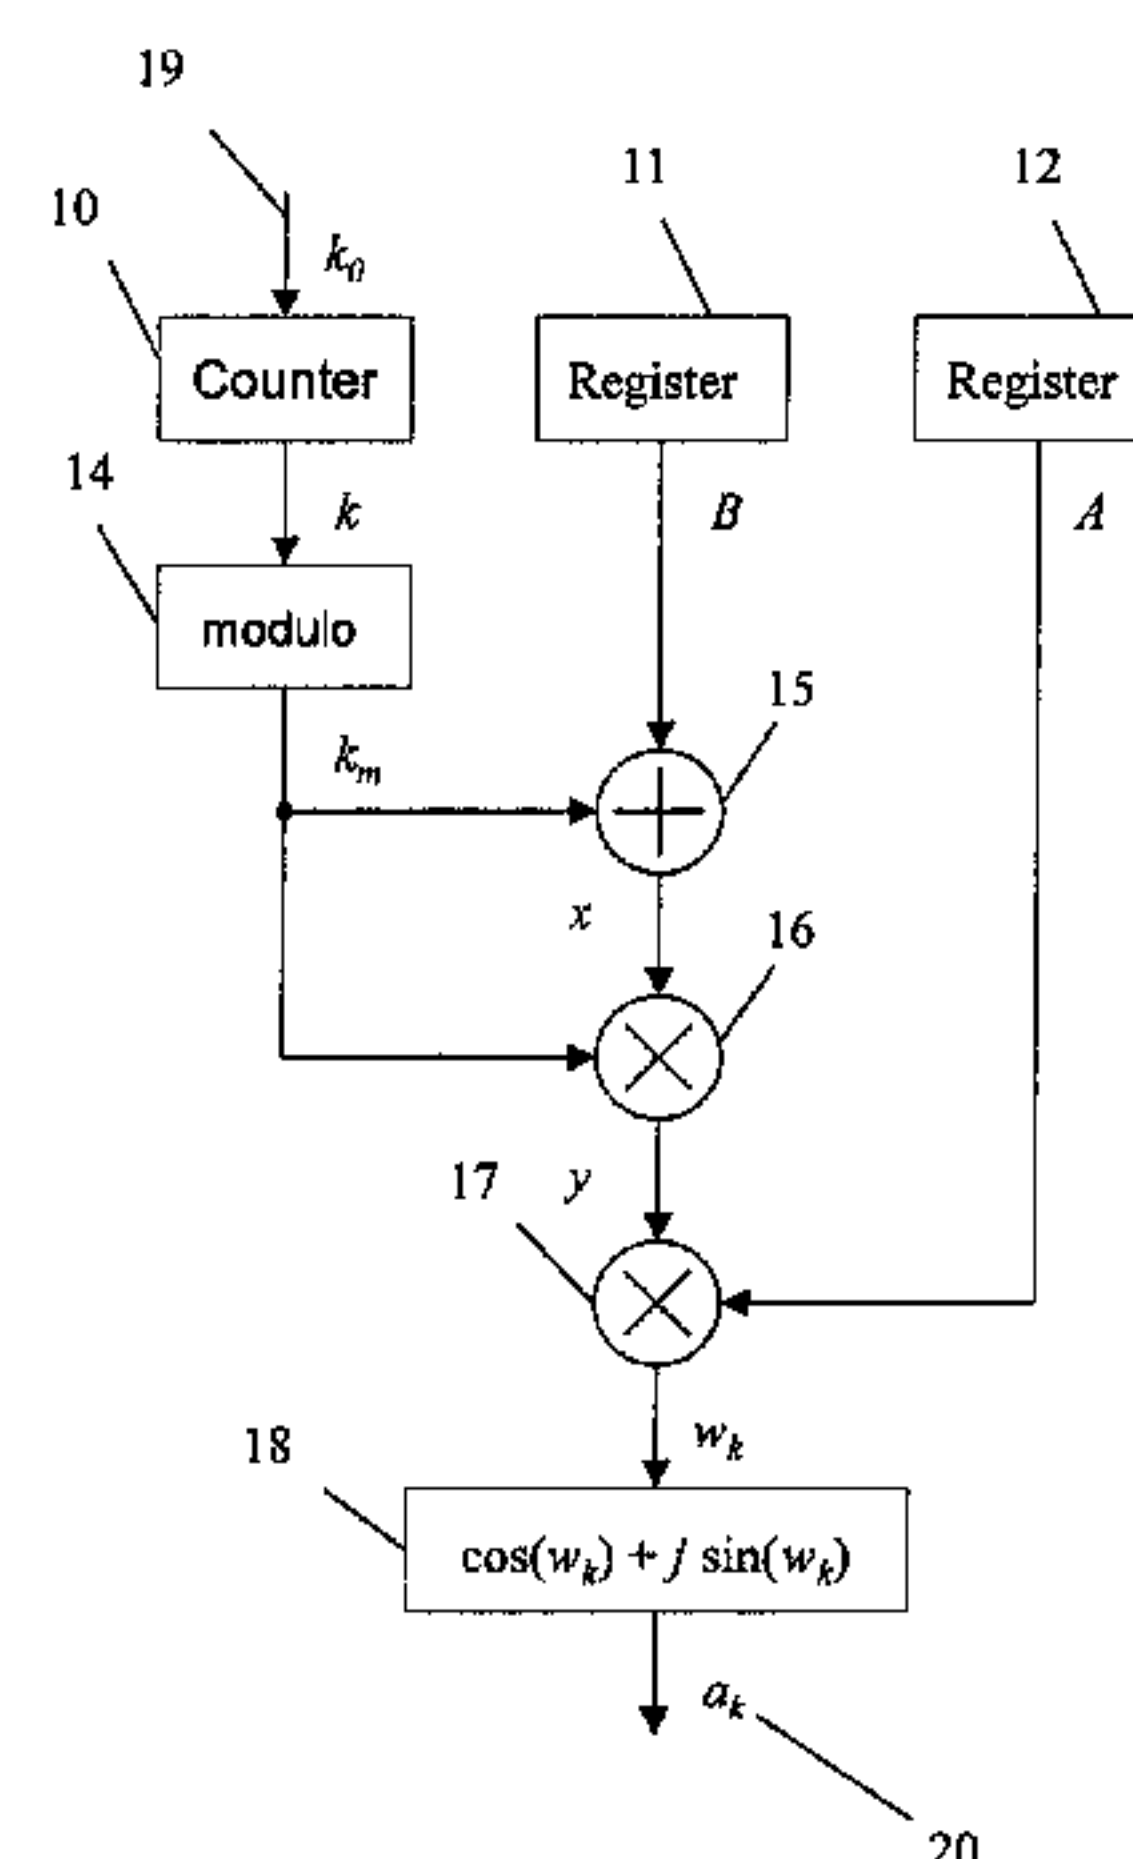 19
11
12
10
k₀
Counter
Register
Register
14
k
B
A
modulo
15
kₘ
x
16
17
y
wₖ
18
cos(wₖ) + j sin(wₖ)
aₖ
20